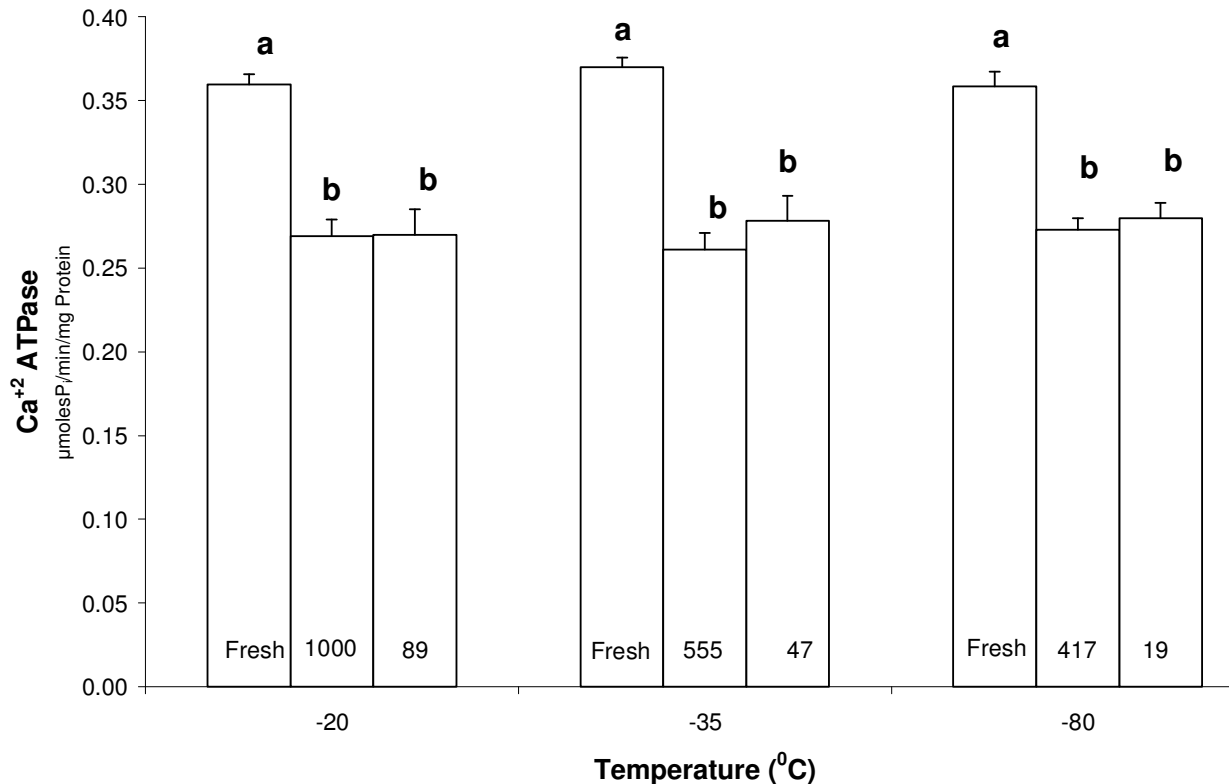 0.40
0.35
0.30
0.25
0.20
0.15
0.10
0.05
0.00
Ca+2 ATPase
µmolesPi/min/mg Protein
a
b
b
a
b
b
a
b
b
Fresh 1000 89
Fresh 555 47
Fresh 417 19
-20 -35 -80
Temperature (0C)